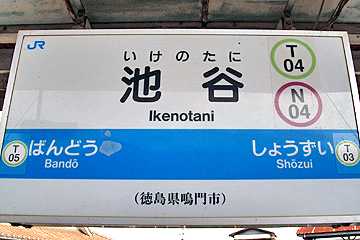 JR
いけのたに
池谷
Ikenotani
T
04
N
04
T
05
ばんどう
Bandō
しょうずい
Shōzui
T
03
(徳島県鳴門市)